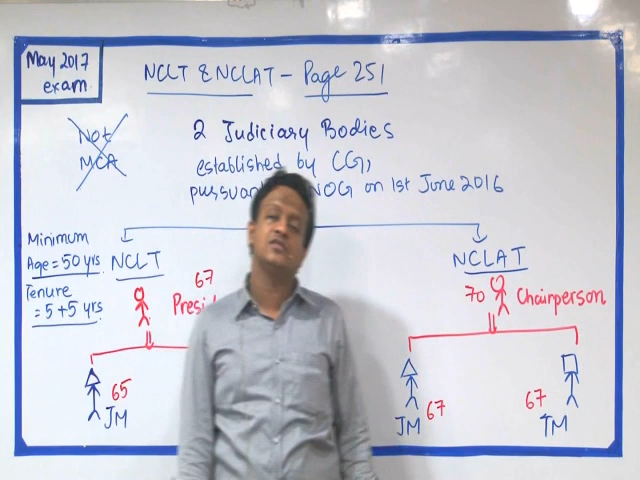 May 2017
exam
NCLT & NCLAT – Page 251
Not
MCA
2 Judiciary Bodies
established by CG,
NOG on 1st June 2016
Minimum
Age = 50 yrs.
Tenure
= 5+5 yrs.
NCLT
67
NCLAT
70 Chairperson
65
JM
JM 67
67
TM